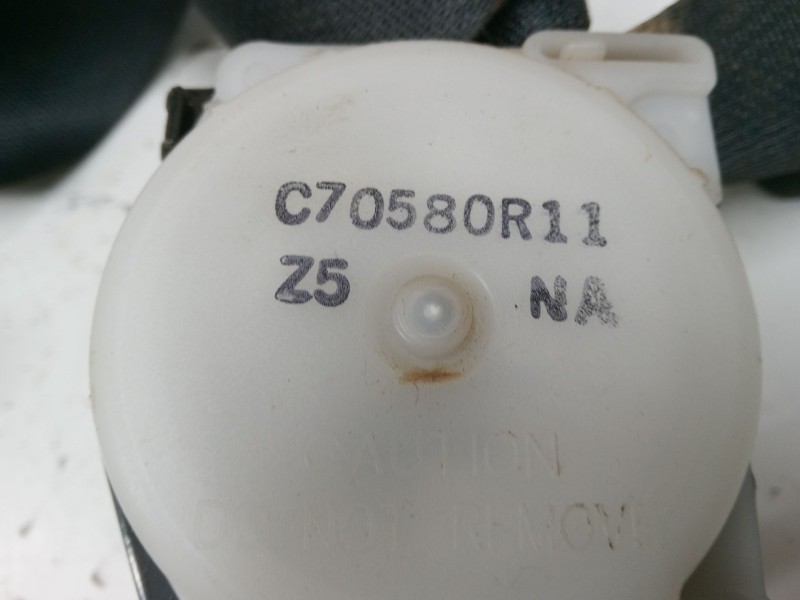 C70580R11
Z5 NA
CAUTION
DO NOT REMOVE